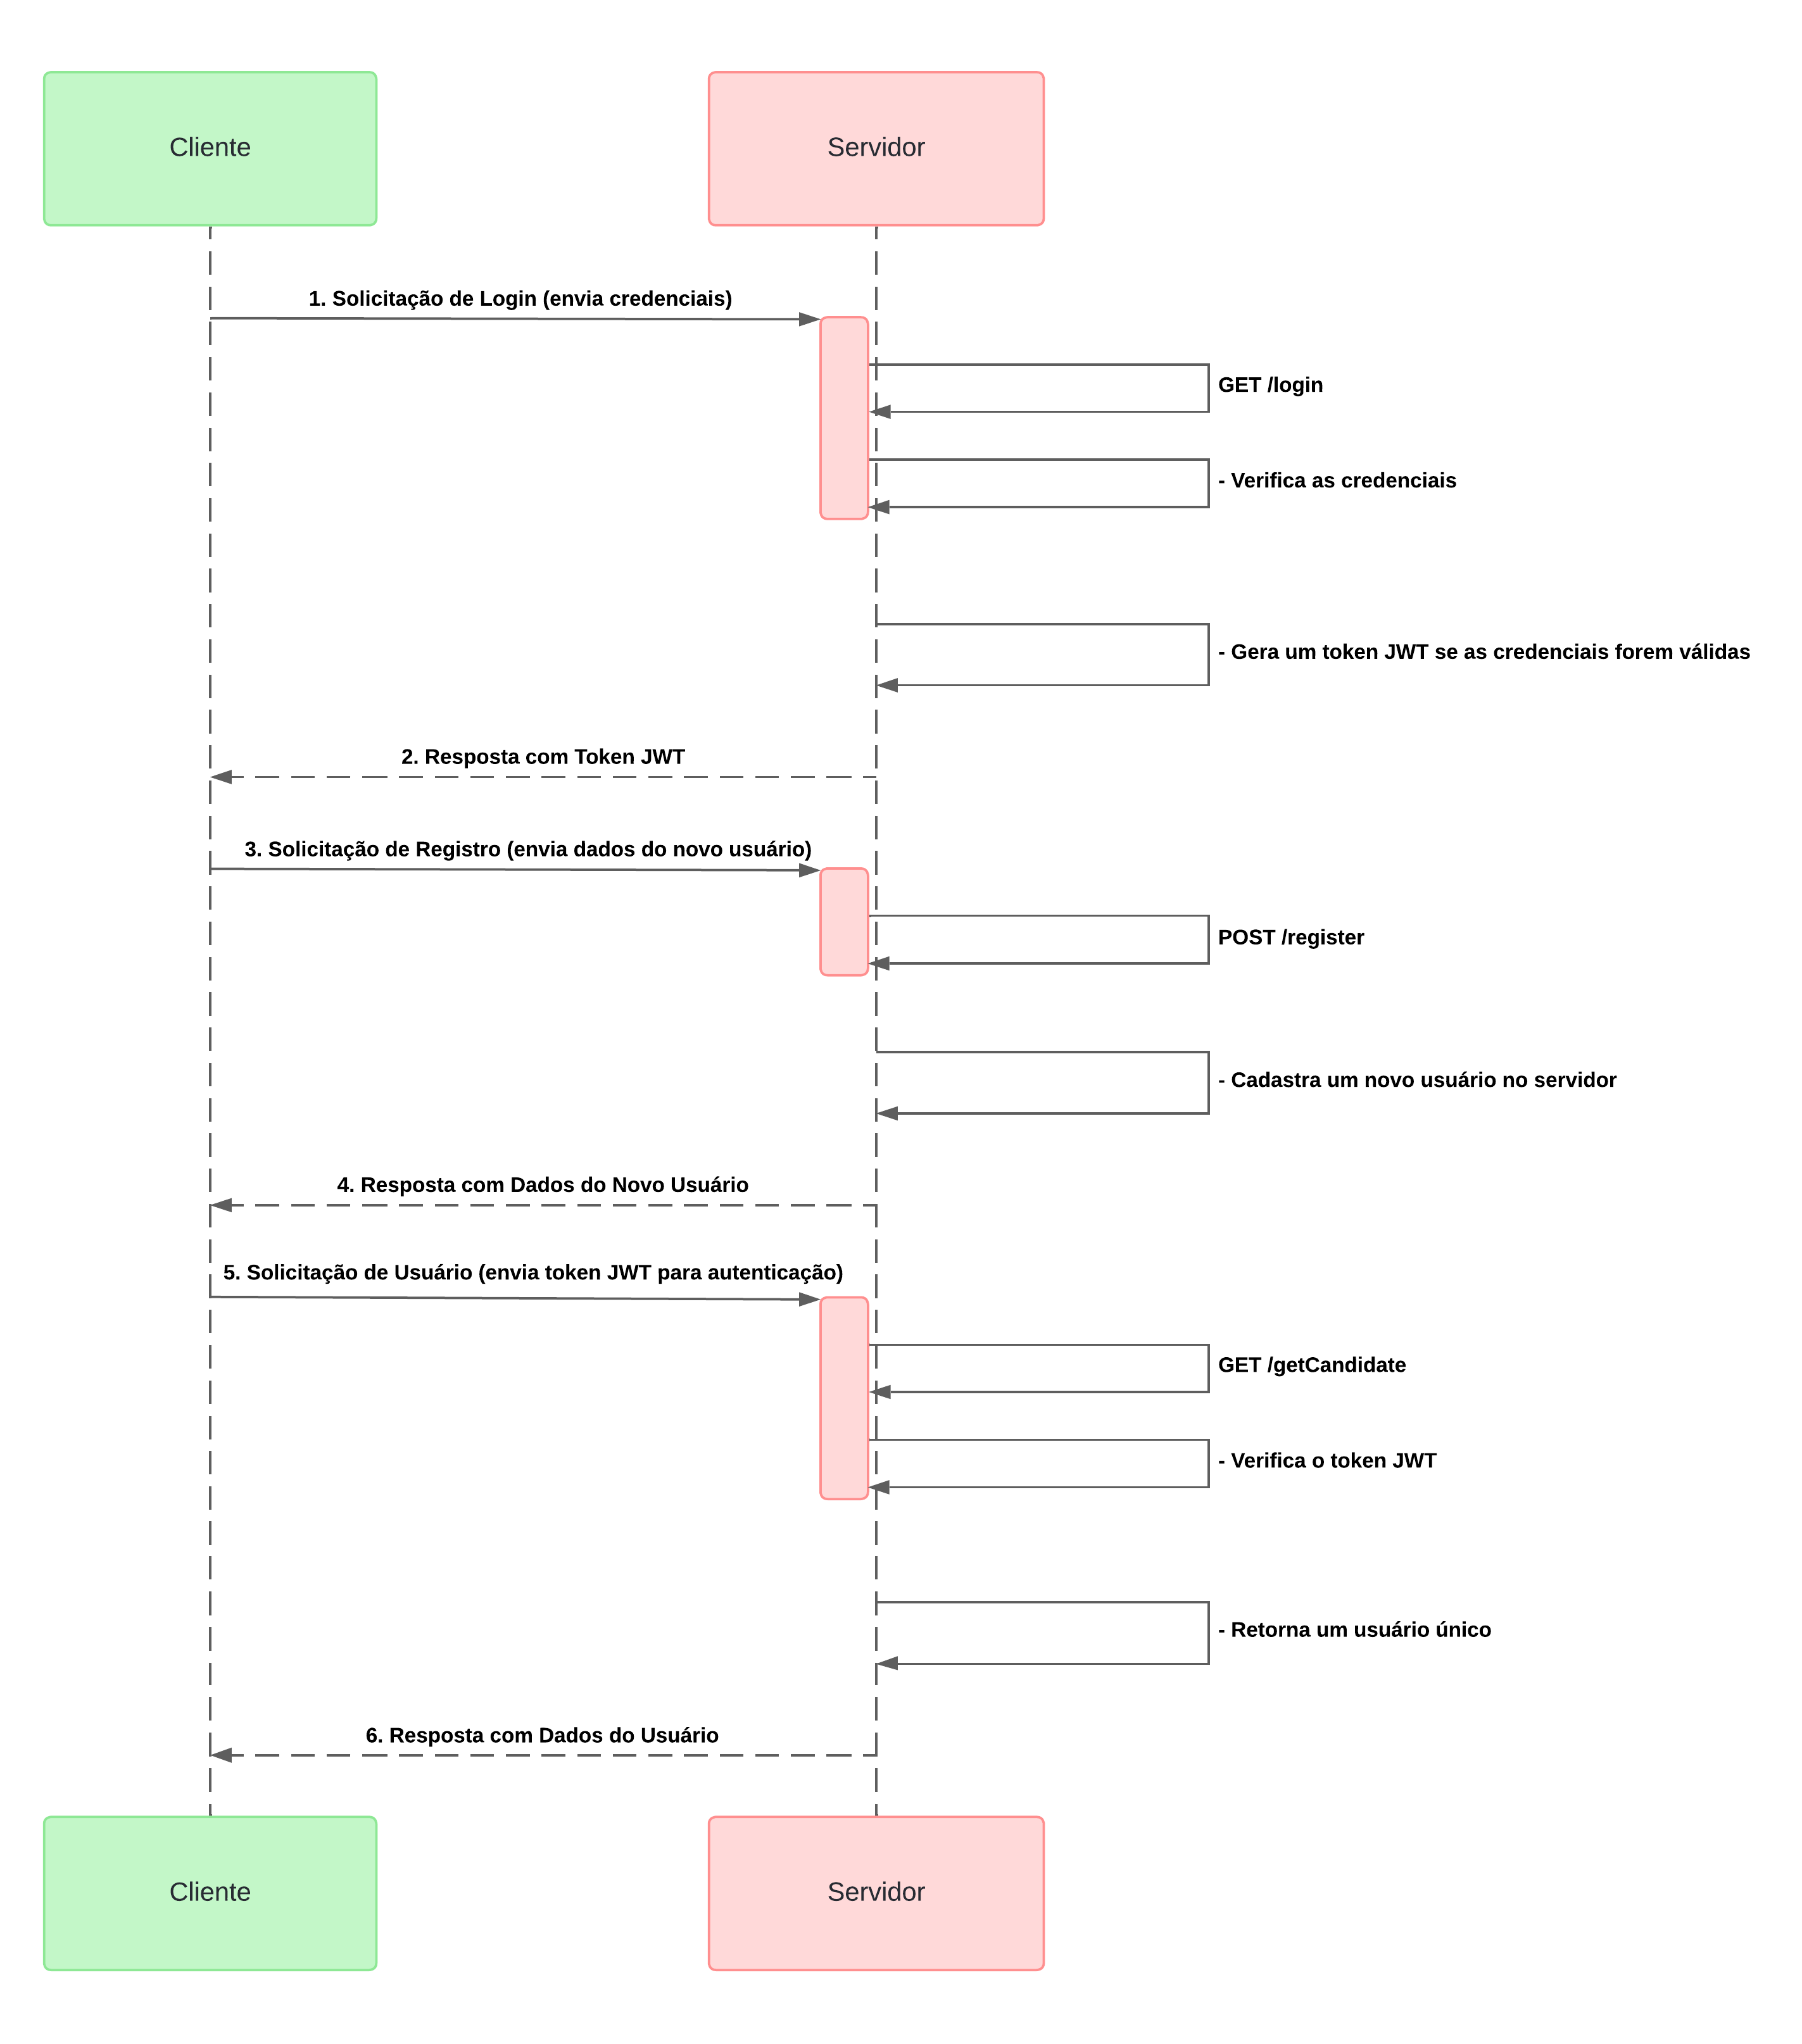 Cliente
Servidor
1. Solicitação de Login (envia credenciais)
GET /login
- Verifica as credenciais
- Gera um token JWT se as credenciais forem válidas
2. Resposta com Token JWT
3. Solicitação de Registro (envia dados do novo usuário)
POST /register
- Cadastra um novo usuário no servidor
4. Resposta com Dados do Novo Usuário
5. Solicitação de Usuário (envia token JWT para autenticação)
GET /getCandidate
- Verifica o token JWT
- Retorna um usuário único
6. Resposta com Dados do Usuário
Cliente
Servidor